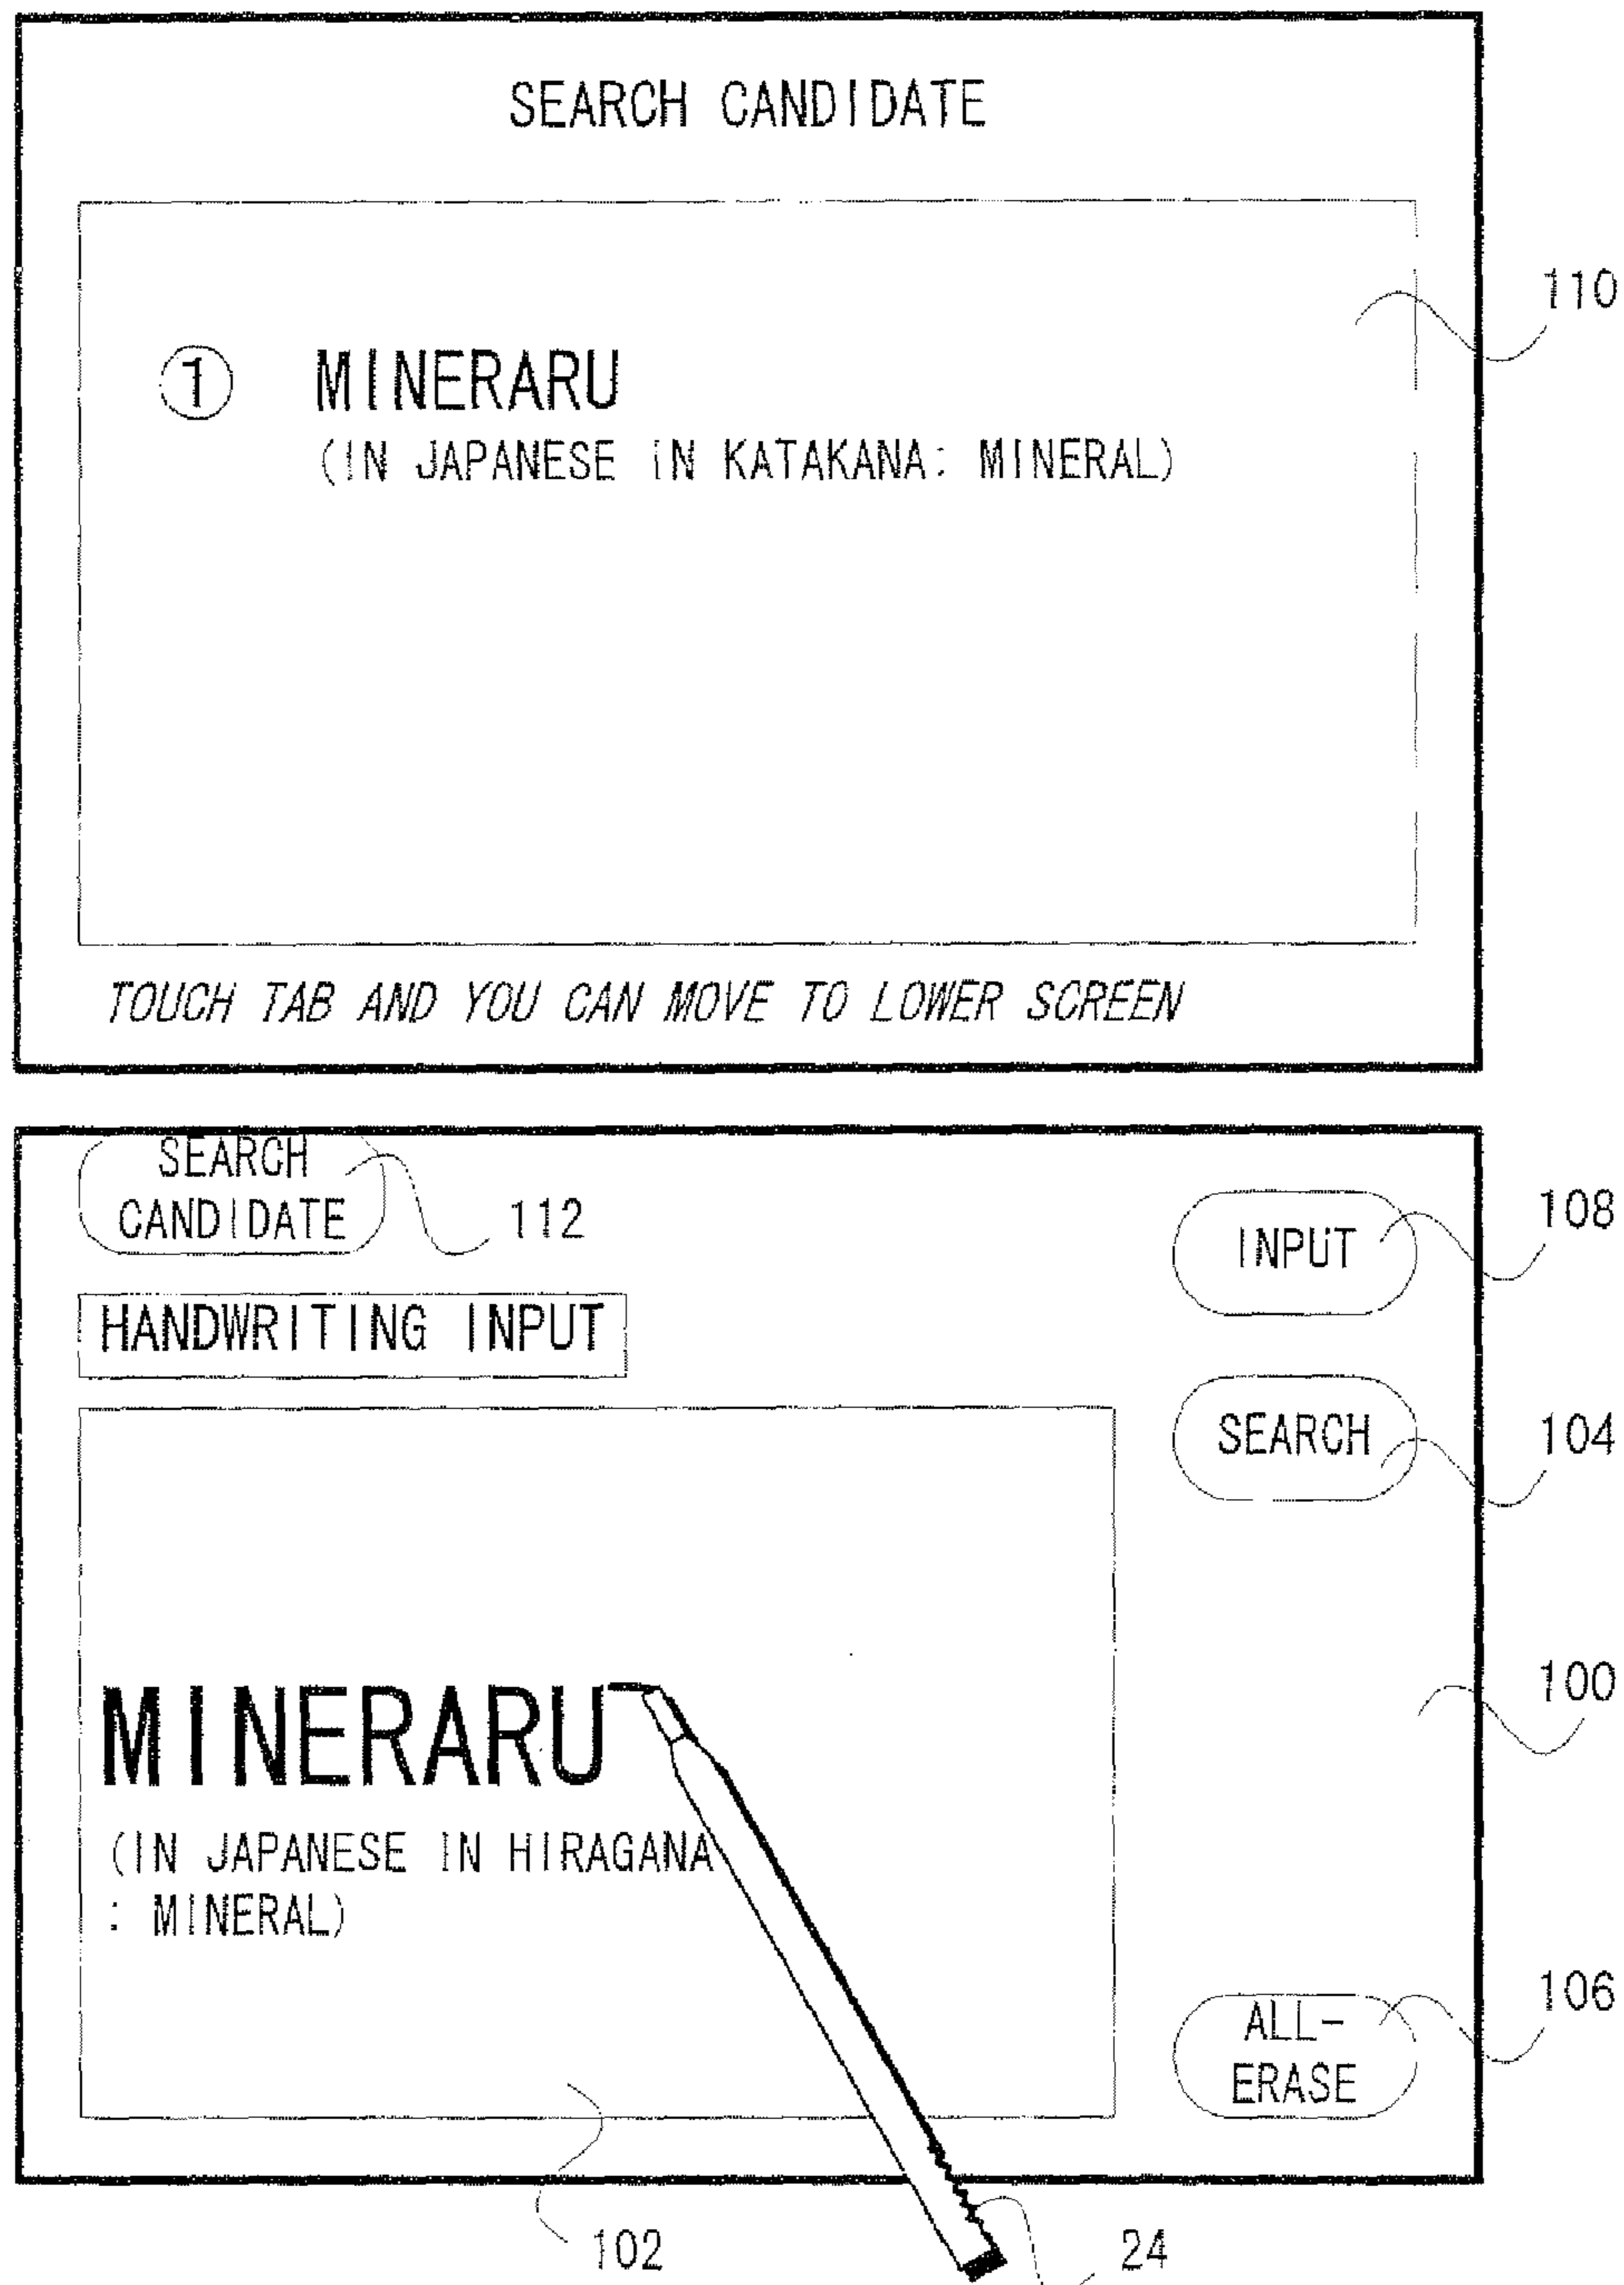 SEARCH CANDIDATE
110
① MINERARU
(IN JAPANESE IN KATAKANA: MINERAL)
TOUCH TAB AND YOU CAN MOVE TO LOWER SCREEN
SEARCH
CANDIDATE
112
INPUT
108
HANDWRITING INPUT
SEARCH
104
100
MINERARU
(IN JAPANESE IN HIRAGANA
: MINERAL)
ALL-
ERASE
106
102
24